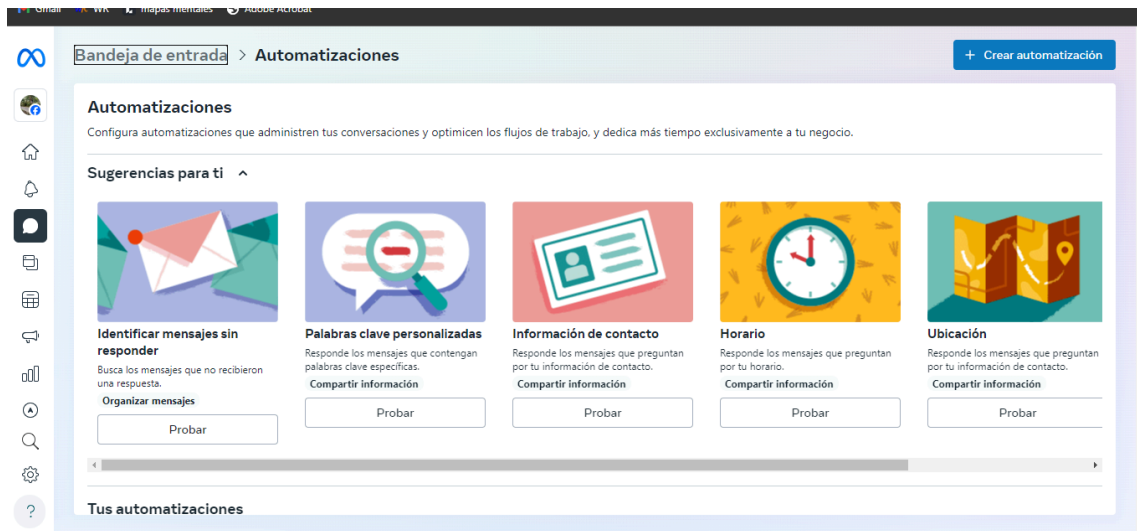 Gmail WR mapas mentales Adobe Acrobat
Bandeja de entrada > Automatizaciones
+ Crear automatización
Automatizaciones
Configura automatizaciones que administren tus conversaciones y optimicen los flujos de trabajo, y dedica más tiempo exclusivamente a tu negocio.
Sugerencias para ti
Identificar mensajes sin
responder
Busca los mensajes que no recibieron
una respuesta.
Organizar mensajes
Probar
Palabras clave personalizadas
Responde los mensajes que contengan
palabras clave específicas.
Compartir información
Probar
Información de contacto
Responde los mensajes que preguntan
por tu información de contacto.
Compartir información
Probar
Horario
Responde los mensajes que preguntan
por tu horario.
Compartir información
Probar
Ubicación
Responde los mensajes que preguntan
por tu información de contacto.
Compartir información
Probar
Tus automatizaciones
?